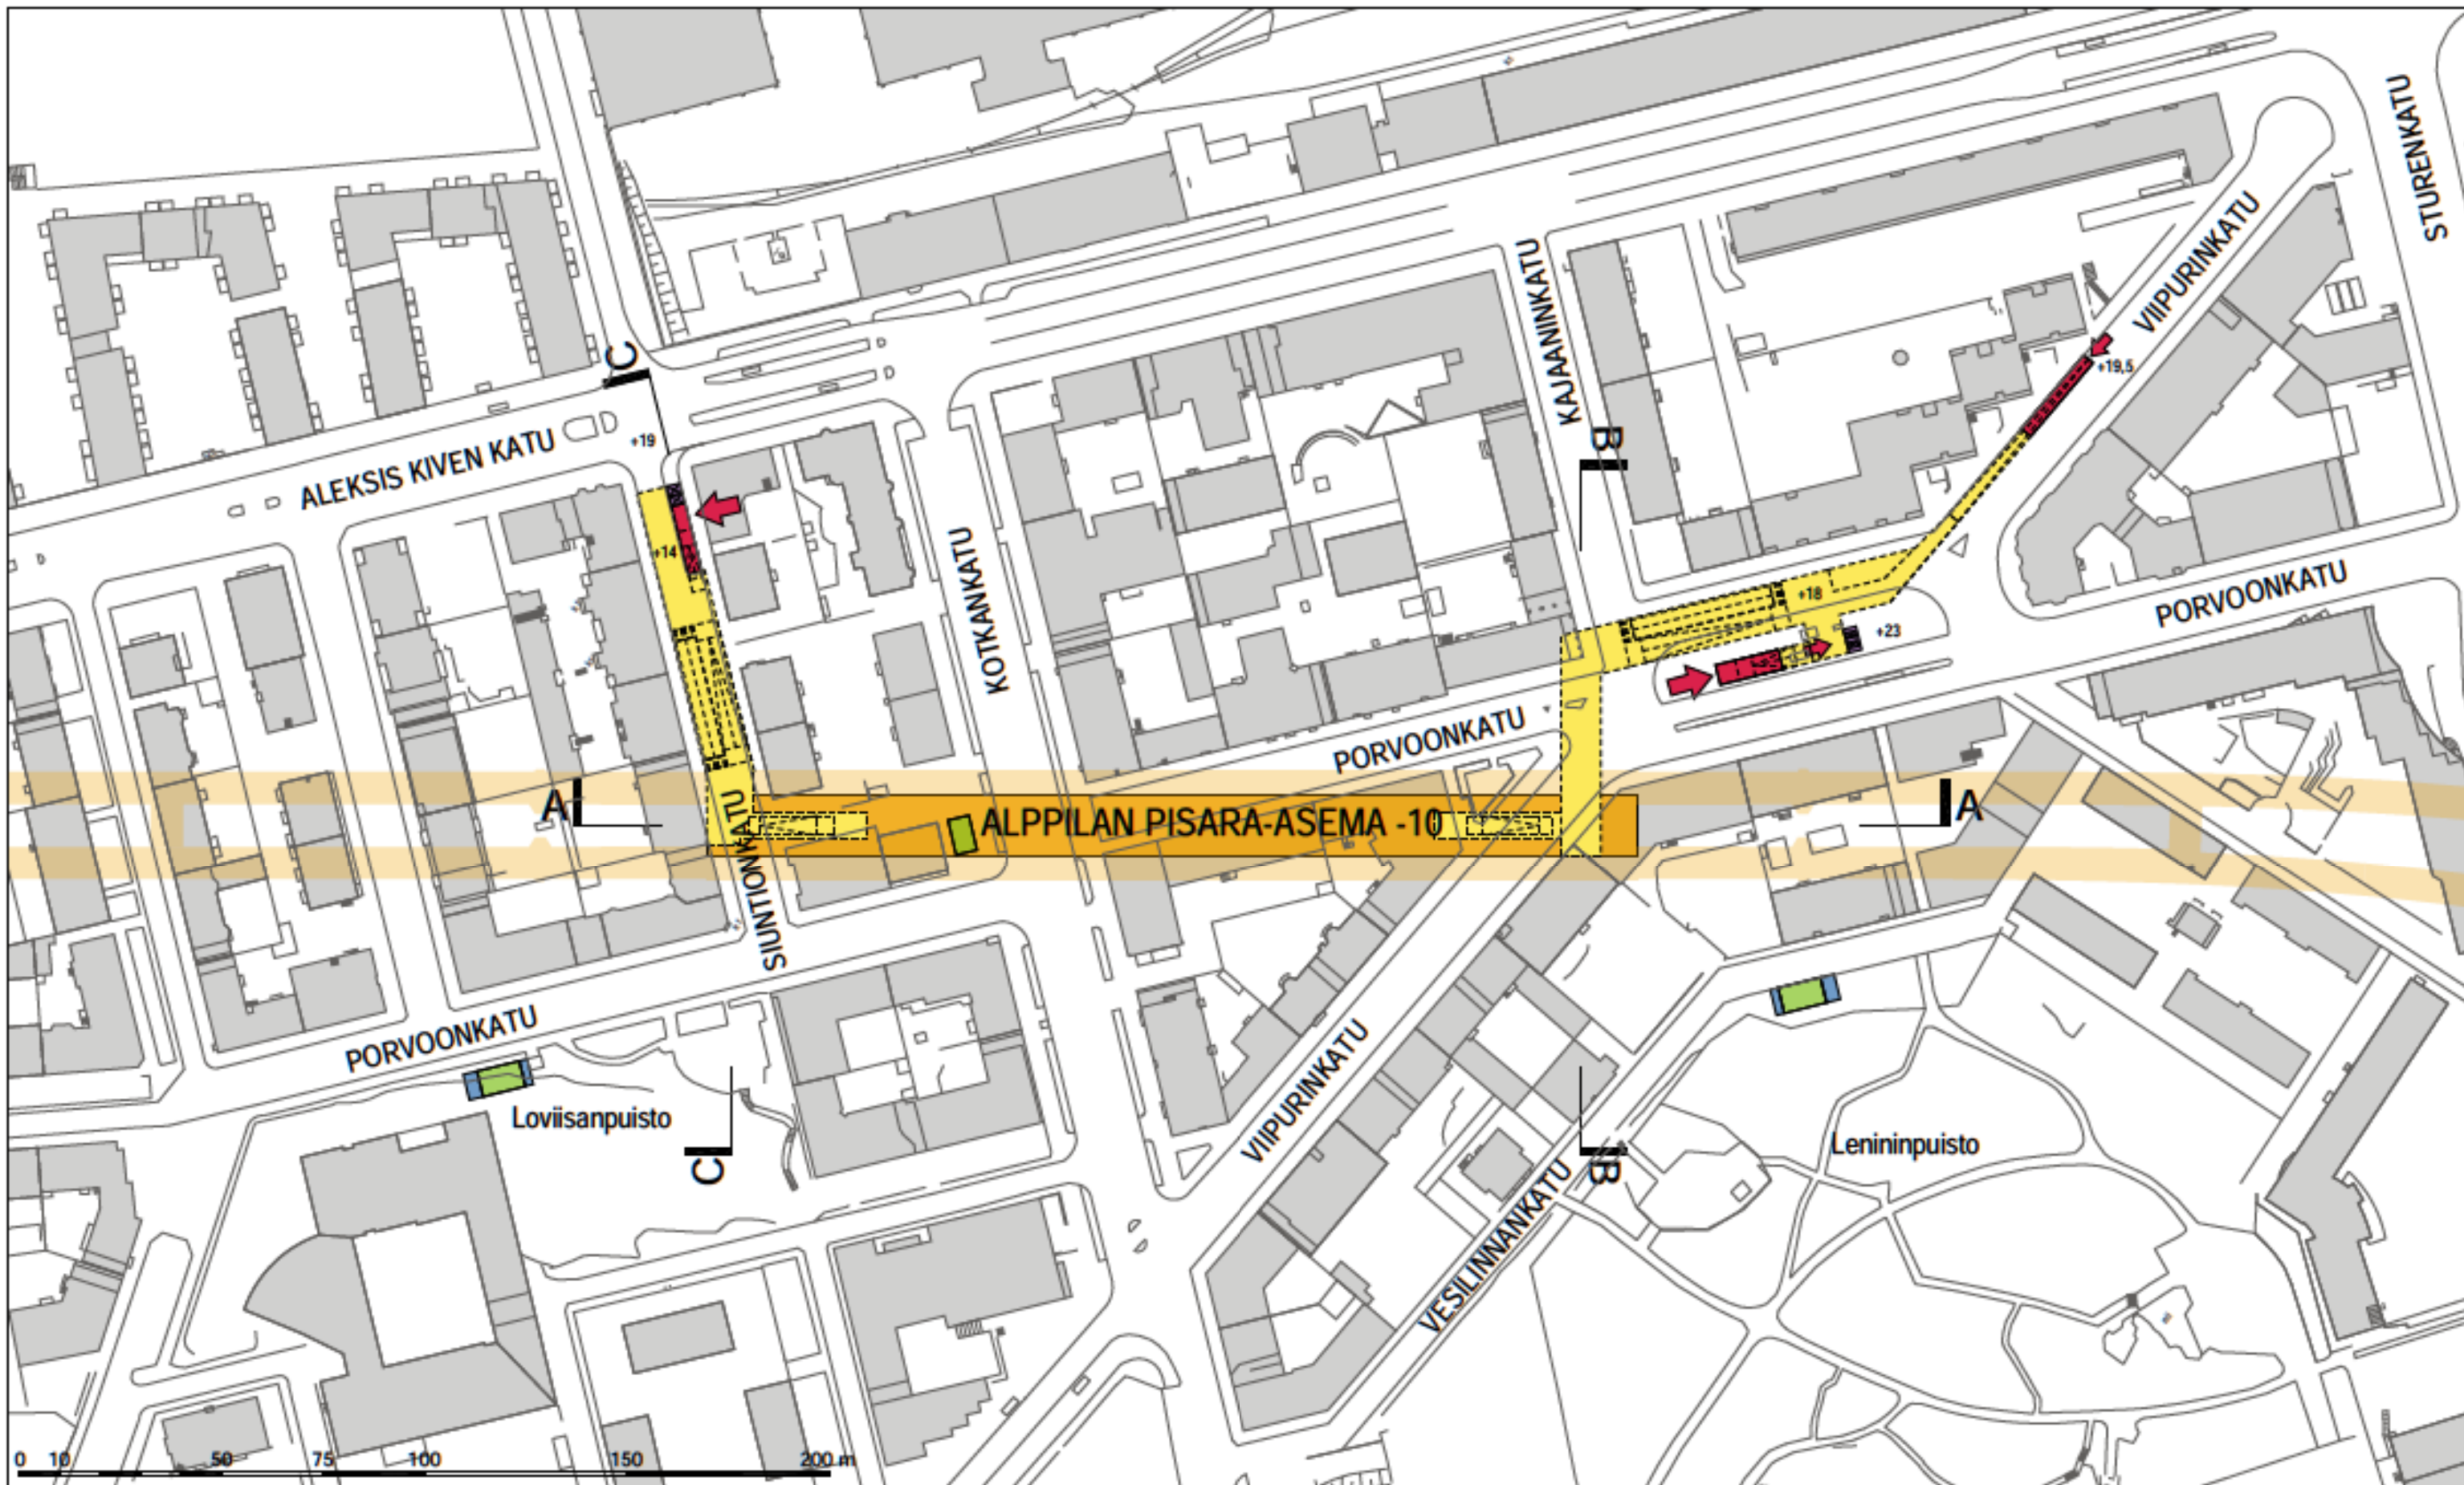 STURENKATU
VIIPURINKATU
KAJAANINKATU
C
+19,5
ALEKSIS KIVEN KATU
+19
B
+14
KOTKANKATU
+18
+23
PORVOONKATU
PORVOONKATU
A
ALPPILAN PISARA-ASEMA -10
A
SIUNTIONKATU
PORVOONKATU
Loviisanpuisto
VIIPURINKATU
C
B
Lenininpuisto
VESILINNANKATU
0 10 50 75 100 150 200 m